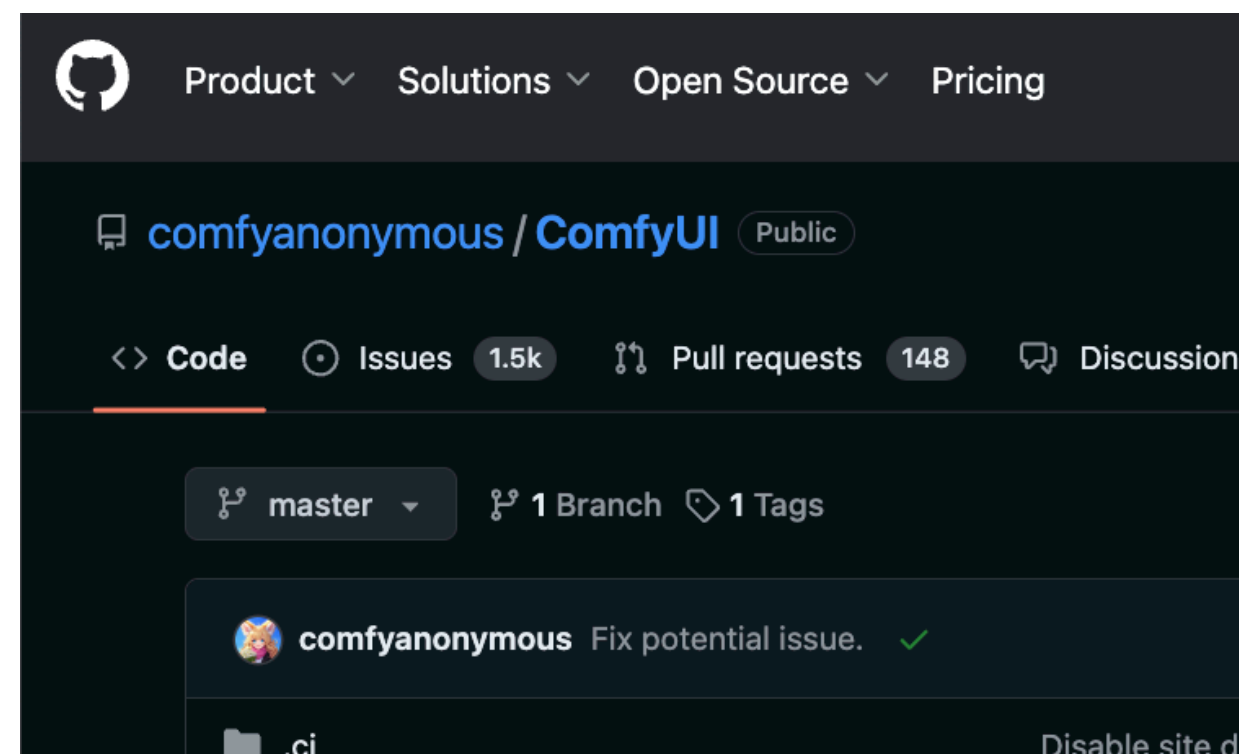 Product Solutions Open Source Pricing
comfyanonymous / ComfyUI Public
Code Issues 1.5k Pull requests 148 Discussion
master 1 Branch 1 Tags
comfyanonymous Fix potential issue.
.ci Disable site d